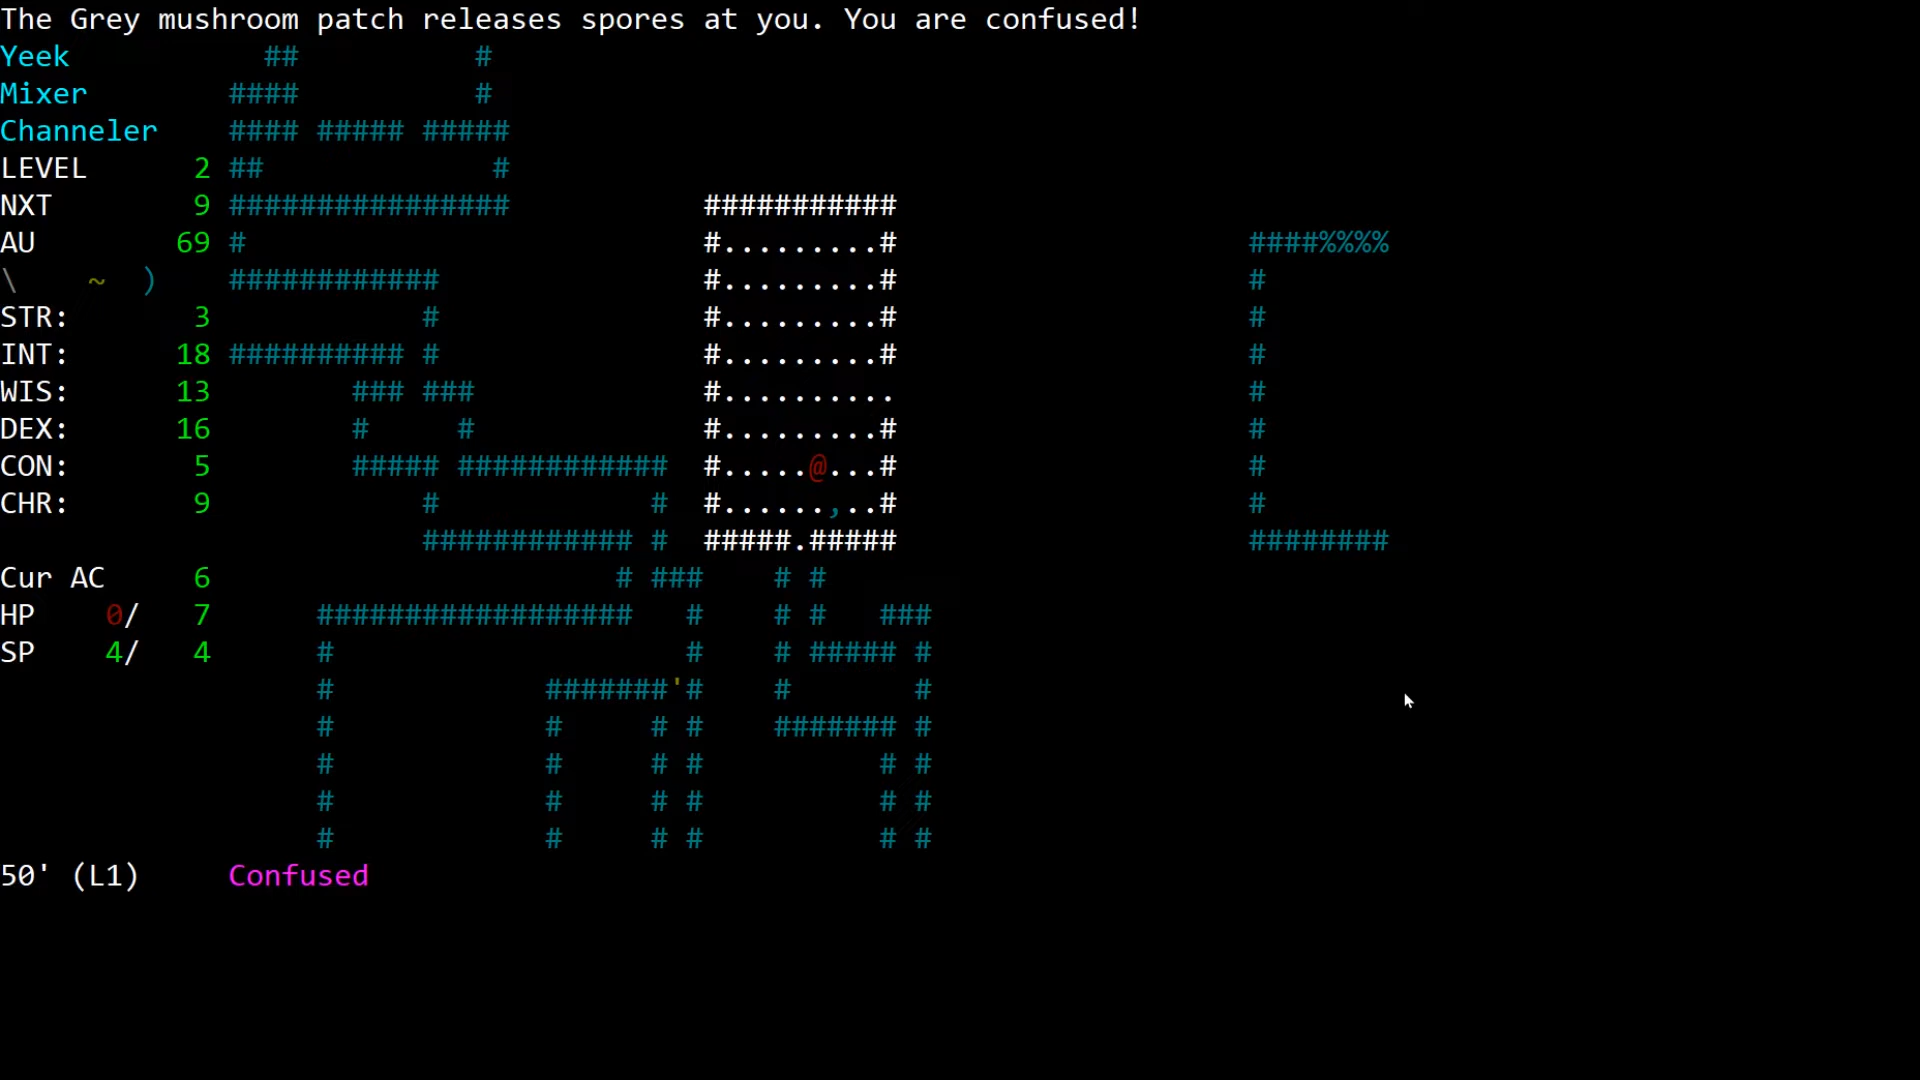 The Grey mushroom patch releases spores at you. You are confused!
Yeek ## #
Mixer #### #
Channeler #### ##### #####
LEVEL 2 ## #
NXT 9 ################ ###########
AU 69 # #.........# ####%%%%
\ ~ ) ############ #.........# #
STR: 3 # #.........# #
INT: 18 ########## # #.........# #
WIS: 13 ### ### #.......... #
DEX: 16 # # #.........# #
CON: 5 ##### ############ #.....@...# #
CHR: 9 # # #......,..# #
############ # #####.##### ########
Cur AC 6 # ### # #
HP 0/ 7 ################## # # # ###
SP 4/ 4 # # # ##### #
# #######'# # #
# # # # ####### #
# # # # # #
# # # # # #
# # # # # #
50' (L1) Confused